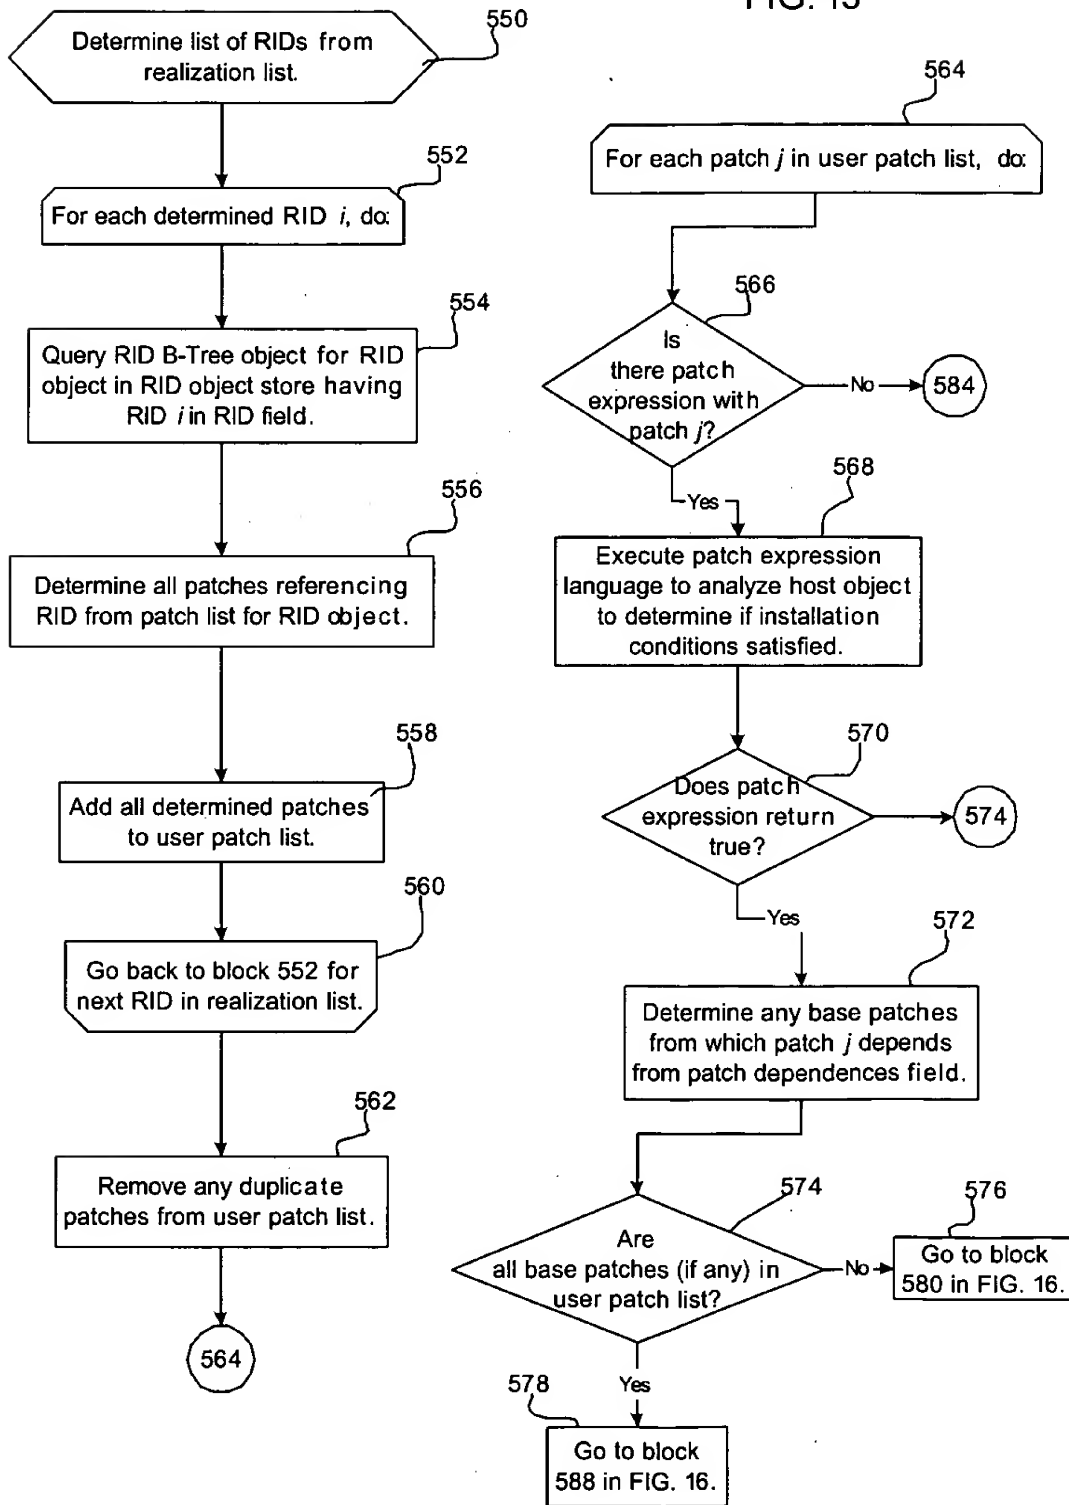 FIG. 15
550
Determine list of RIDs from
realization list.
552
For each determined RID i, do:
554
Query RID B-Tree object for RID
object in RID object store having
RID i in RID field.
556
Determine all patches referencing
RID from patch list for RID object.
558
Add all determined patches
to user patch list.
560
Go back to block 552 for
next RID in realization list.
562
Remove any duplicate
patches from user patch list.
564
564
For each patch j in user patch list, do:
566
Is
there patch
expression with
patch j?
No
584
Yes
568
Execute patch expression
language to analyze host object
to determine if installation
conditions satisfied.
570
Does patch
expression return
true?
574
Yes
572
Determine any base patches
from which patch j depends
from patch dependences field.
574
Are
all base patches (if any) in
user patch list?
No
576
Go to block
580 in FIG. 16.
Yes
578
Go to block
588 in FIG. 16.